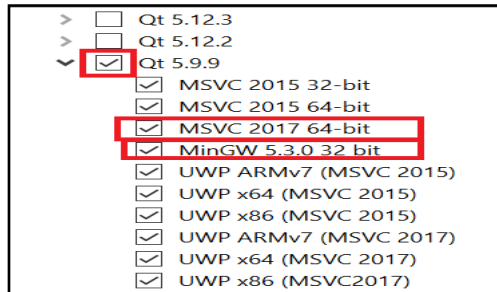 Qt 5.12.3
Qt 5.12.2
Qt 5.9.9
MSVC 2015 32-bit
MSVC 2015 64-bit
MSVC 2017 64-bit
MinGW 5.3.0 32 bit
UWP ARMv7 (MSVC 2015)
UWP x64 (MSVC 2015)
UWP x86 (MSVC 2015)
UWP ARMv7 (MSVC 2017)
UWP x64 (MSVC 2017)
UWP x86 (MSVC2017)